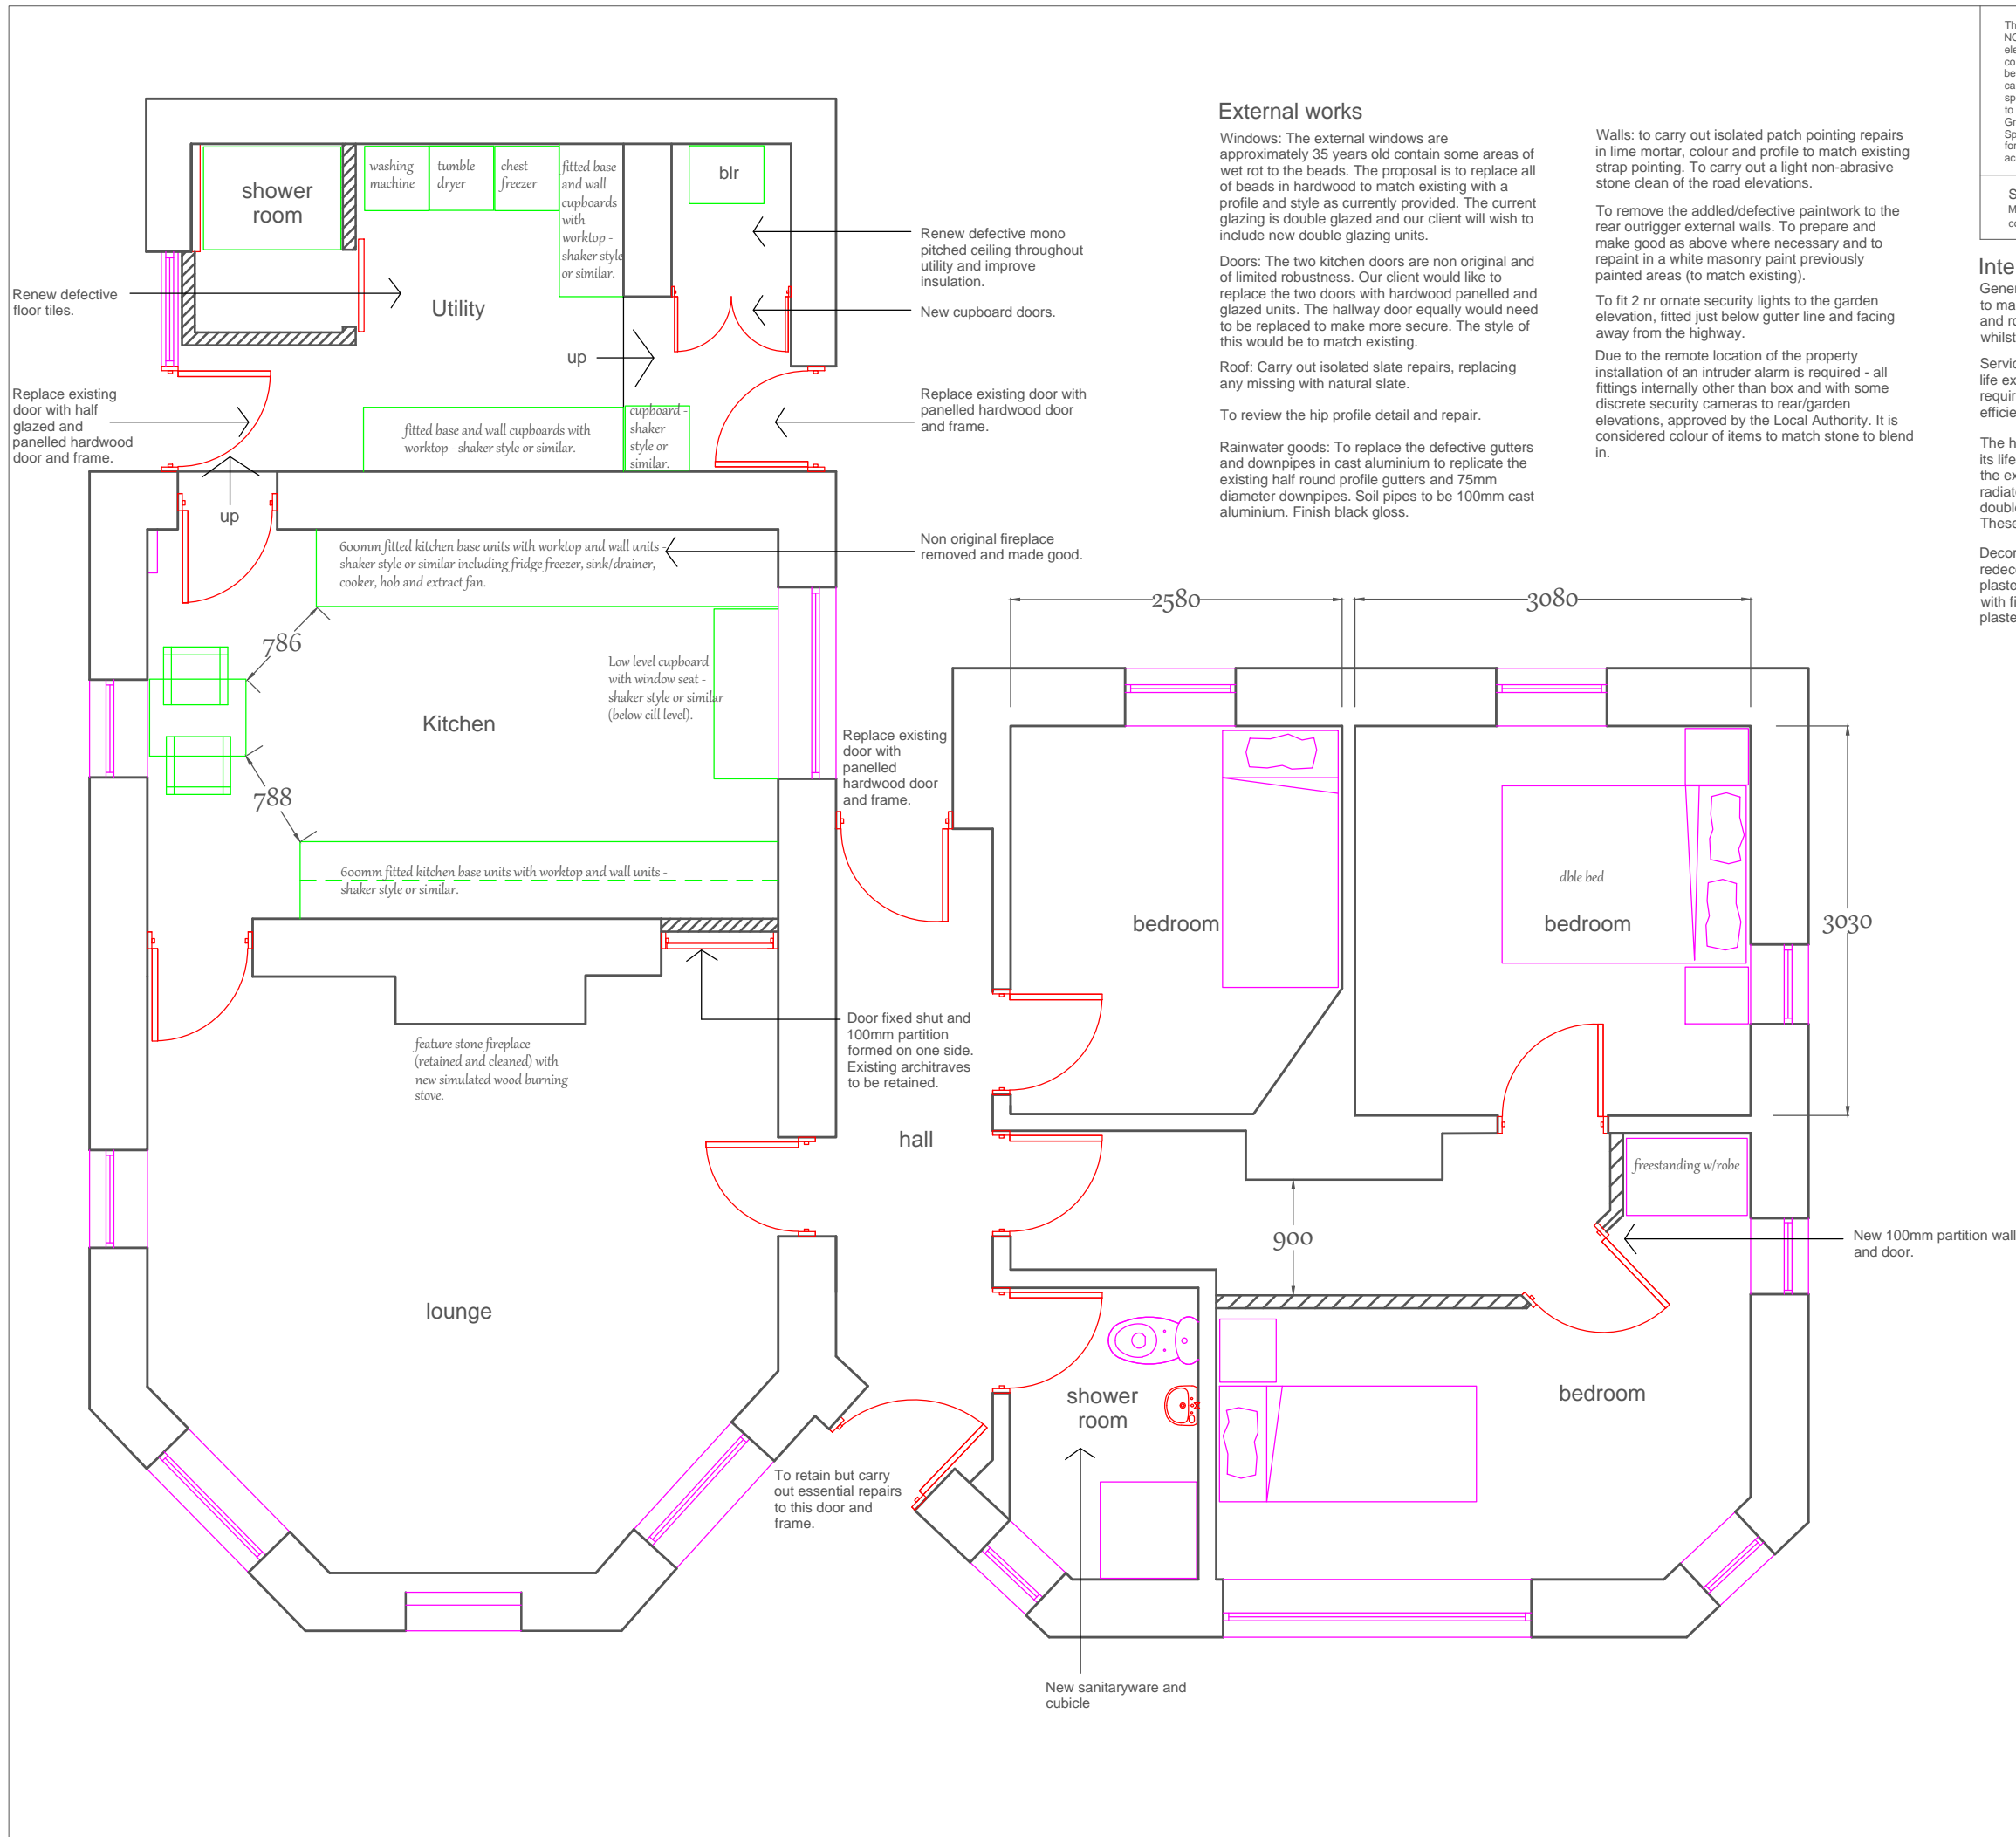 shower
room
washing
machine
tumble
dryer
chest
freezer
fitted base
and wall
cupboards
with
worktop -
shaker style
or similar.
blr
Utility
up
Renew defective
floor tiles.
Replace existing
door with half
glazed and
panelled hardwood
door and frame.
fitted base and wall cupboards with
worktop - shaker style or similar.
cupboard -
shaker
style or
similar.
Renew defective mono
pitched ceiling throughout
utility and improve
insulation.
New cupboard doors.
Replace existing door with
panelled hardwood door
and frame.
up
600mm fitted kitchen base units with worktop and wall units -
shaker style or similar including fridge freezer, sink/drainer,
cooker, hob and extract fan.
Non original fireplace
removed and made good.
786
Low level cupboard
with window seat -
shaker style or similar
(below cill level).
Kitchen
788
600mm fitted kitchen base units with worktop and wall units -
shaker style or similar.
Replace existing
door with
panelled
hardwood door
and frame.
Door fixed shut and
100mm partition
formed on one side.
Existing architraves
to be retained.
feature stone fireplace
(retained and cleaned) with
new simulated wood burning
stove.
hall
lounge
To retain but carry
out essential repairs
to this door and
frame.
External works
Windows: The external windows are
approximately 35 years old contain some areas of
wet rot to the beads. The proposal is to replace all
of beads in hardwood to match existing with a
profile and style as currently provided. The current
glazing is double glazed and our client will wish to
include new double glazing units.
Doors: The two kitchen doors are non original and
of limited robustness. Our client would like to
replace the two doors with hardwood panelled and
glazed units. The hallway door equally would need
to be replaced to make more secure. The style of
this would be to match existing.
Roof: Carry out isolated slate repairs, replacing
any missing with natural slate.
To review the hip profile detail and repair.
Rainwater goods: To replace the defective gutters
and downpipes in cast aluminium to replicate the
existing half round profile gutters and 75mm
diameter downpipes. Soil pipes to be 100mm cast
aluminium. Finish black gloss.
Walls: to carry out isolated patch pointing repairs
in lime mortar, colour and profile to match existing
strap pointing. To carry out a light non-abrasive
stone clean of the road elevations.
To remove the addled/defective paintwork to the
rear outrigger external walls. To prepare and
make good as above where necessary and to
repaint in a white masonry paint previously
painted areas (to match existing).
To fit 2 nr ornate security lights to the garden
elevation, fitted just below gutter line and facing
away from the highway.
Due to the remote location of the property
installation of an intruder alarm is required - all
fittings internally other than box and with some
discrete security cameras to rear/garden
elevations, approved by the Local Authority. It is
considered colour of items to match stone to blend
in.
2580
3080
3030
bedroom
dble bed
bedroom
freestanding w/robe
900
New 100mm partition wall
and door.
shower
room
bedroom
New sanitaryware and
cubicle